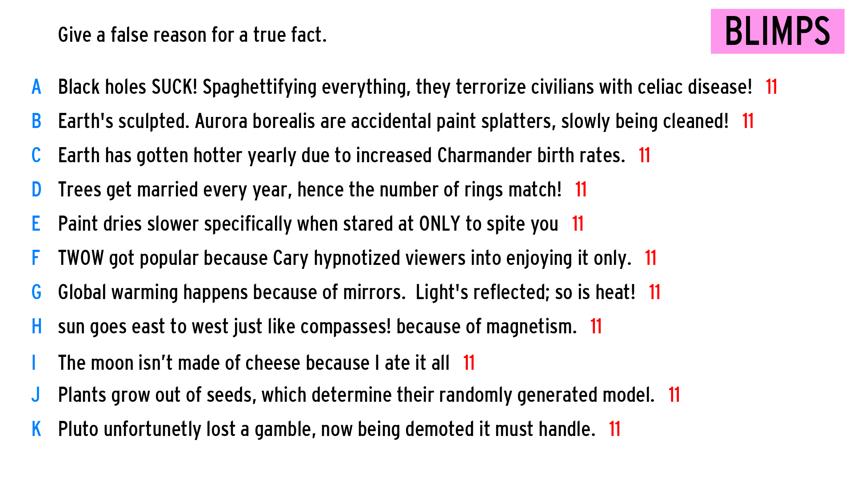 Give a false reason for a true fact.
BLIMPS
A Black holes SUCK! Spaghettifying everything, they terrorize civilians with celiac disease! 11
B Earth's sculpted. Aurora borealis are accidental paint splatters, slowly being cleaned! 11
C Earth has gotten hotter yearly due to increased Charmander birth rates. 11
D Trees get married every year, hence the number of rings match! 11
E Paint dries slower specifically when stared at ONLY to spite you 11
F TWOW got popular because Cary hypnotized viewers into enjoying it only. 11
G Global warming happens because of mirrors. Light's reflected; so is heat! 11
H sun goes east to west just like compasses! because of magnetism. 11
I The moon isn’t made of cheese because I ate it all 11
J Plants grow out of seeds, which determine their randomly generated model. 11
K Pluto unfortunetly lost a gamble, now being demoted it must handle. 11